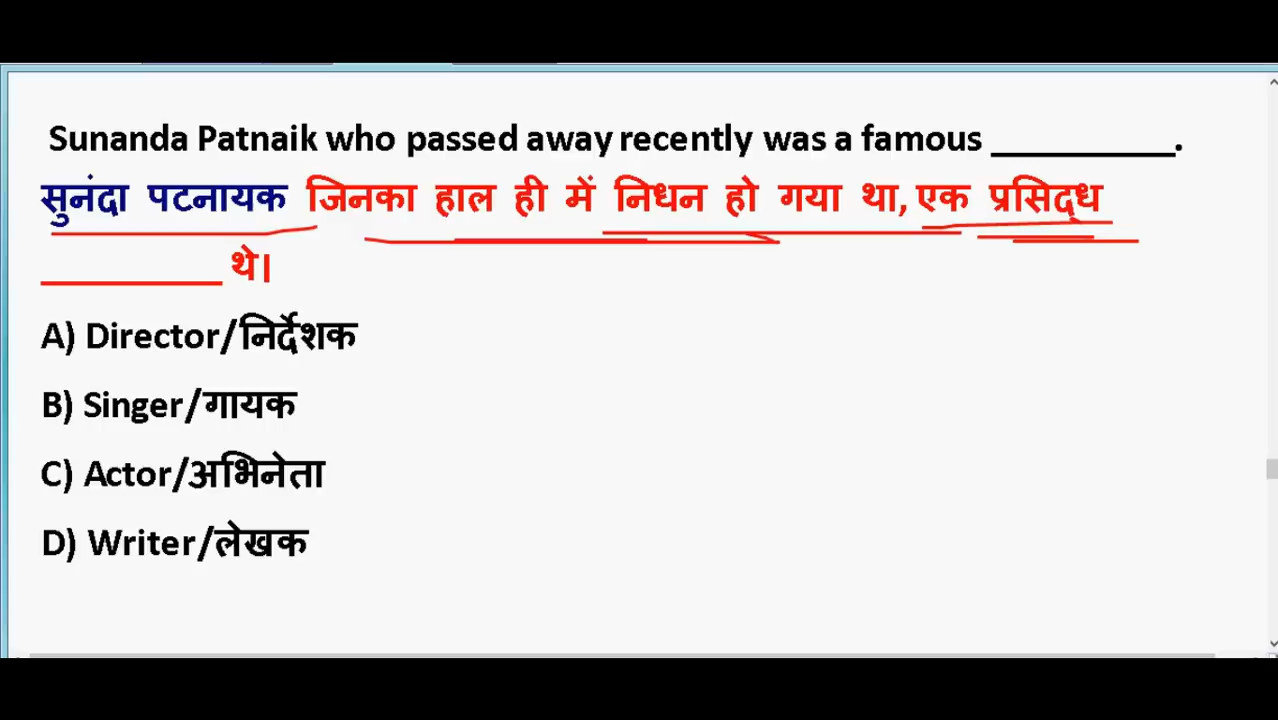 Sunanda Patnaik who passed away recently was a famous __________.
सुनंदा पटनायक जिनका हाल ही में निधन हो गया था, एक प्रसिद्ध
__________ थे।
A) Director/निर्देशक
B) Singer/गायक
C) Actor/अभिनेता
D) Writer/लेखक